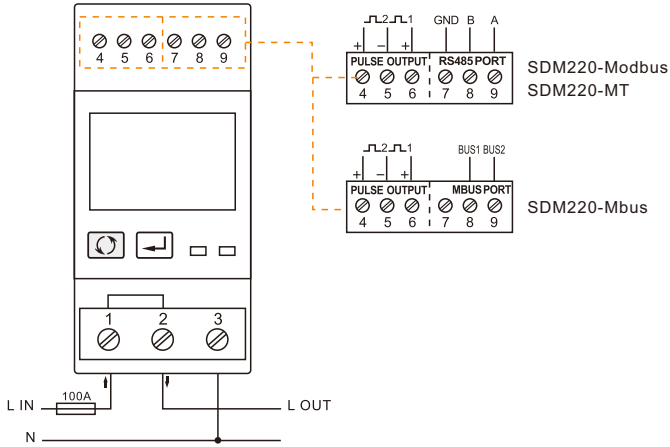 2 1 GND B A
+ − +
PULSE OUTPUT RS485 PORT
4 5 6 7 8 9
SDM220-Modbus
SDM220-MT
4 5 6 7 8 9
2 1 BUS1 BUS2
+ − +
PULSE OUTPUT MBUS PORT
4 5 6 7 8 9
SDM220-Mbus
1 2 3
L IN 100A L OUT
N